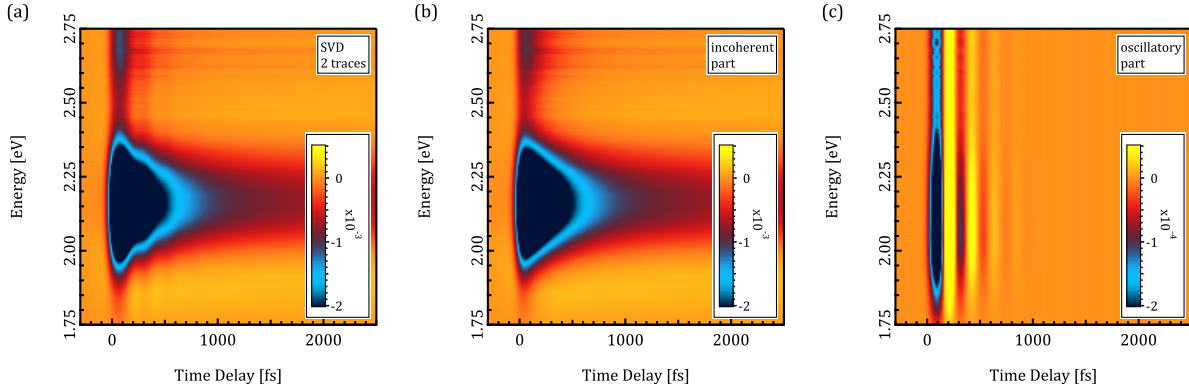 (a)
SVD
2 traces
2.75
2.50
2.25
2.00
1.75
Energy [eV]
0
-1
-2
x10-3
0
1000
2000
Time Delay [fs]
(b)
incoherent
part
2.75
2.50
2.25
2.00
1.75
Energy [eV]
0
-1
-2
x10-3
0
1000
2000
Time Delay [fs]
(c)
oscillatory
part
2.75
2.50
2.25
2.00
1.75
Energy [eV]
0
-1
-2
x10-4
0
1000
2000
Time Delay [fs]